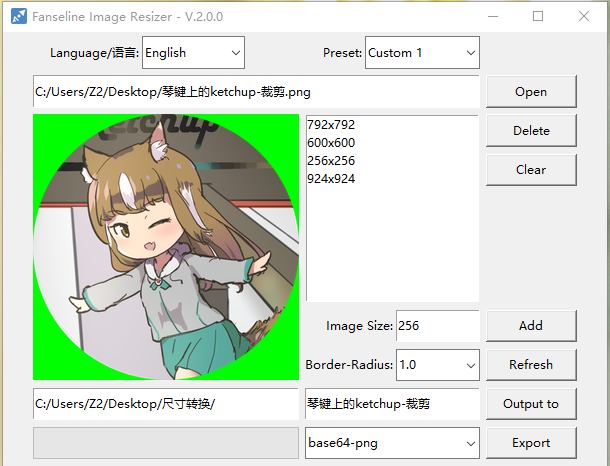 Fanseline Image Resizer - V.2.0.0
Language/语言: English Preset: Custom 1
C:/Users/Z2/Desktop/琴键上的ketchup-裁剪.png Open
Ketchup
792x792 Delete
600x600
256x256 Clear
924x924
Image Size: 256 Add
Border-Radius: 1.0 Refresh
C:/Users/Z2/Desktop/尺寸转换/ 琴键上的ketchup-裁剪 Output to
base64-png Export